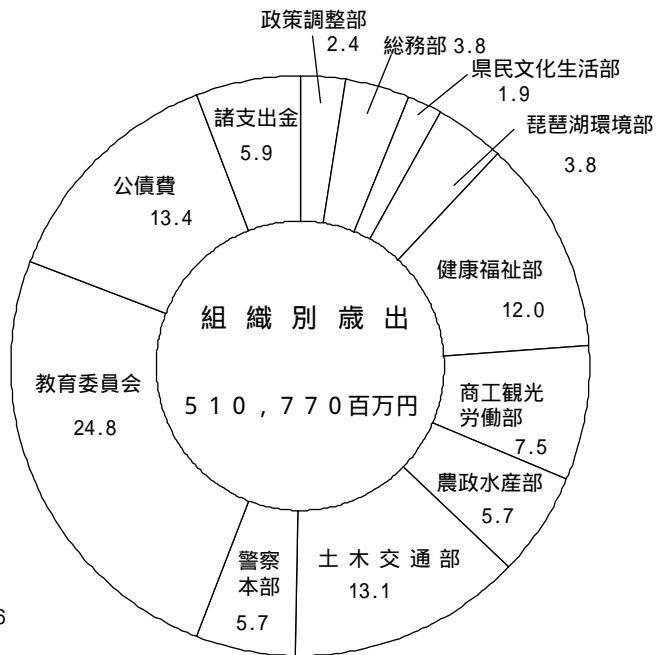 政策調整部
2.4
総務部 3.8
県民文化生活部
1.9
琵琶湖環境部
3.8
健康福祉部
12.0
商工観光
労働部
7.5
農政水産部
5.7
土木交通部
13.1
警察
本部
5.7
教育委員会
24.8
公債費
13.4
諸支出金
5.9
組織別歳出
510,770百万円
6